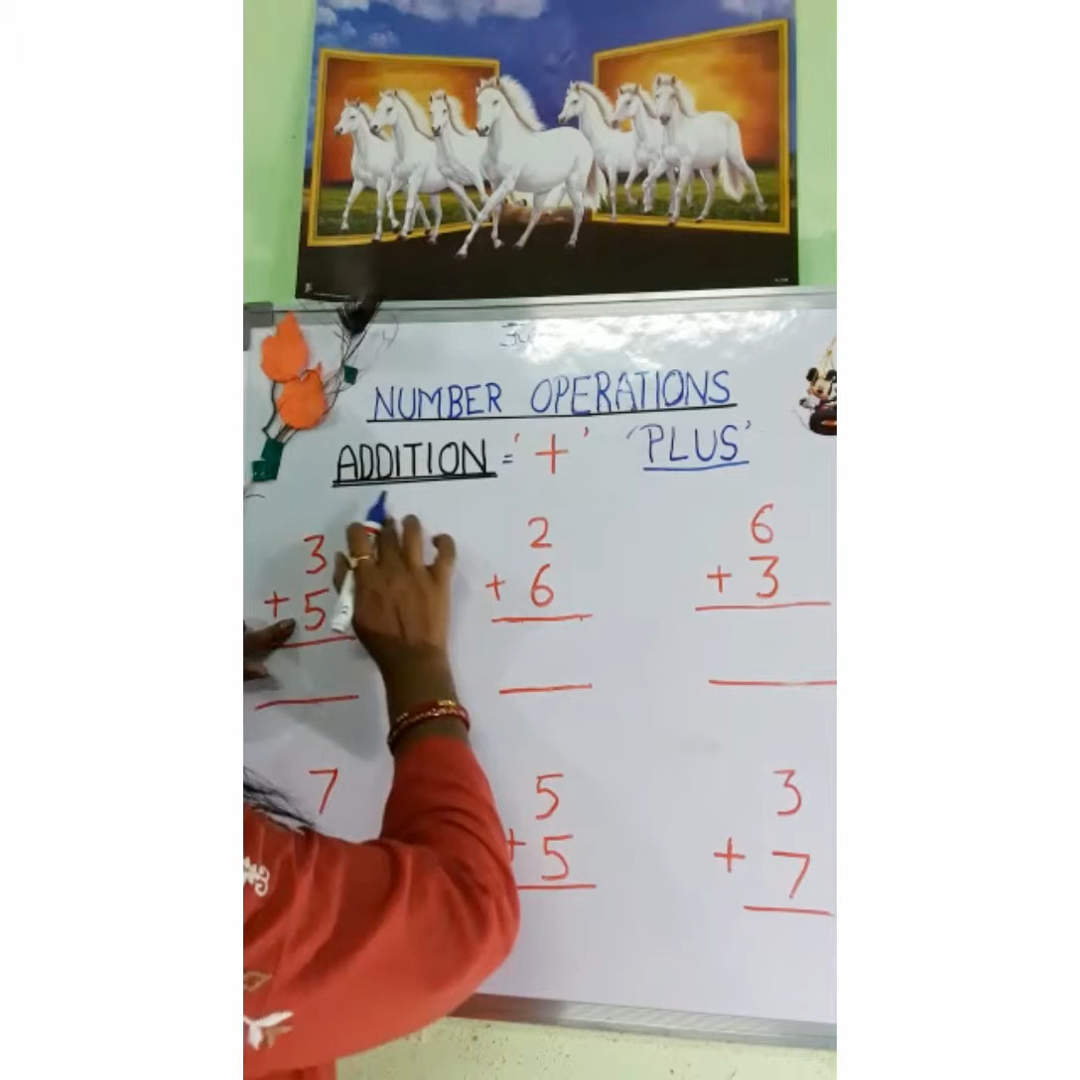 NUMBER OPERATIONS
ADDITION = '+' 'PLUS'
3 2 6
+ 5 + 6 + 3
7 5 3
+ 5 + 7